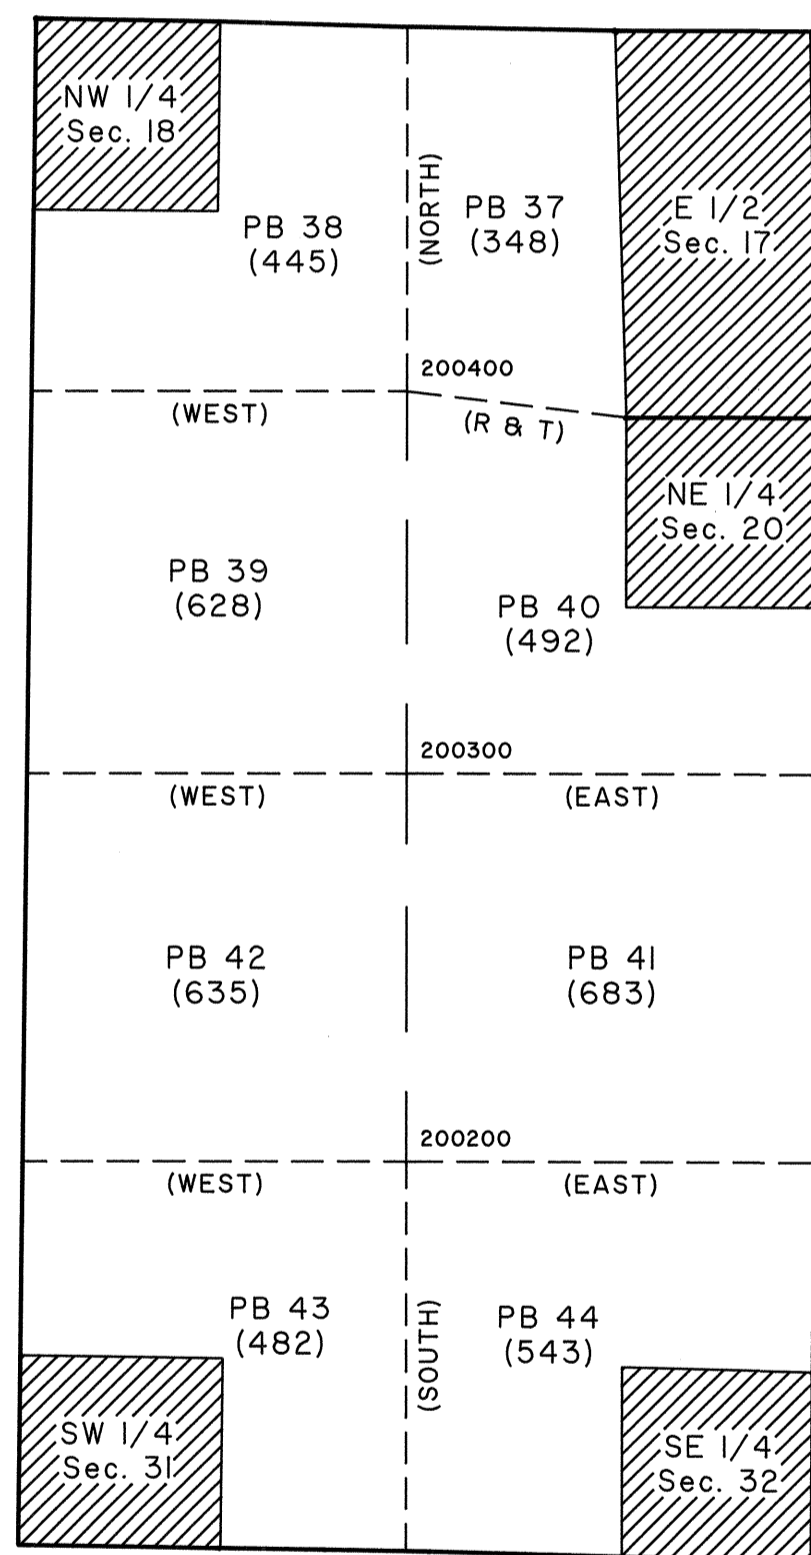 NW 1/4
Sec. 18
PB 38
(445)
(NORTH)
PB 37
(348)
E 1/2
Sec. 17
200400
(WEST)
(R & T)
NE 1/4
Sec. 20
PB 39
(628)
PB 40
(492)
200300
(WEST)
(EAST)
PB 42
(635)
PB 41
(683)
200200
(WEST)
(EAST)
PB 43
(482)
(SOUTH)
PB 44
(543)
SW 1/4
Sec. 31
SE 1/4
Sec. 32